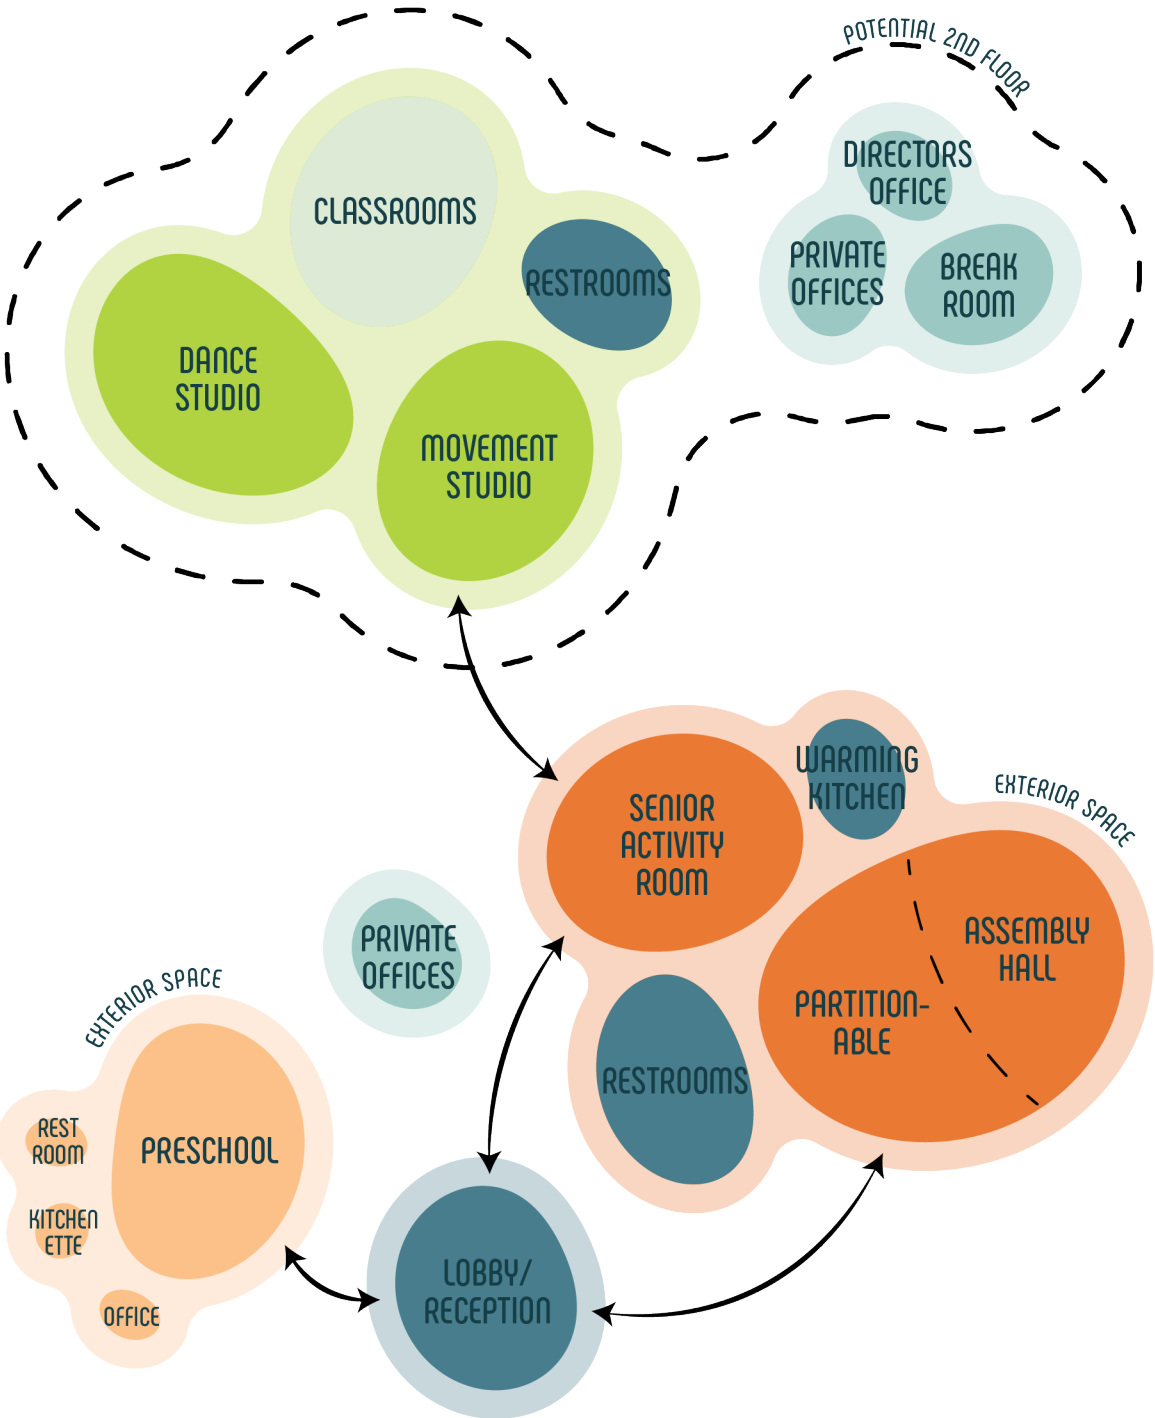 POTENTIAL 2ND FLOOR
CLASSROOMS
DIRECTORS
OFFICE
RESTROOMS
PRIVATE
OFFICES
BREAK
ROOM
DANCE
STUDIO
MOVEMENT
STUDIO
WARMING
KITCHEN
SENIOR
ACTIVITY
ROOM
EXTERIOR SPACE
ASSEMBLY
HALL
PARTITION-
ABLE
PRIVATE
OFFICES
RESTROOMS
EXTERIOR SPACE
REST
ROOM
PRESCHOOL
KITCHEN
ETTE
OFFICE
LOBBY/
RECEPTION